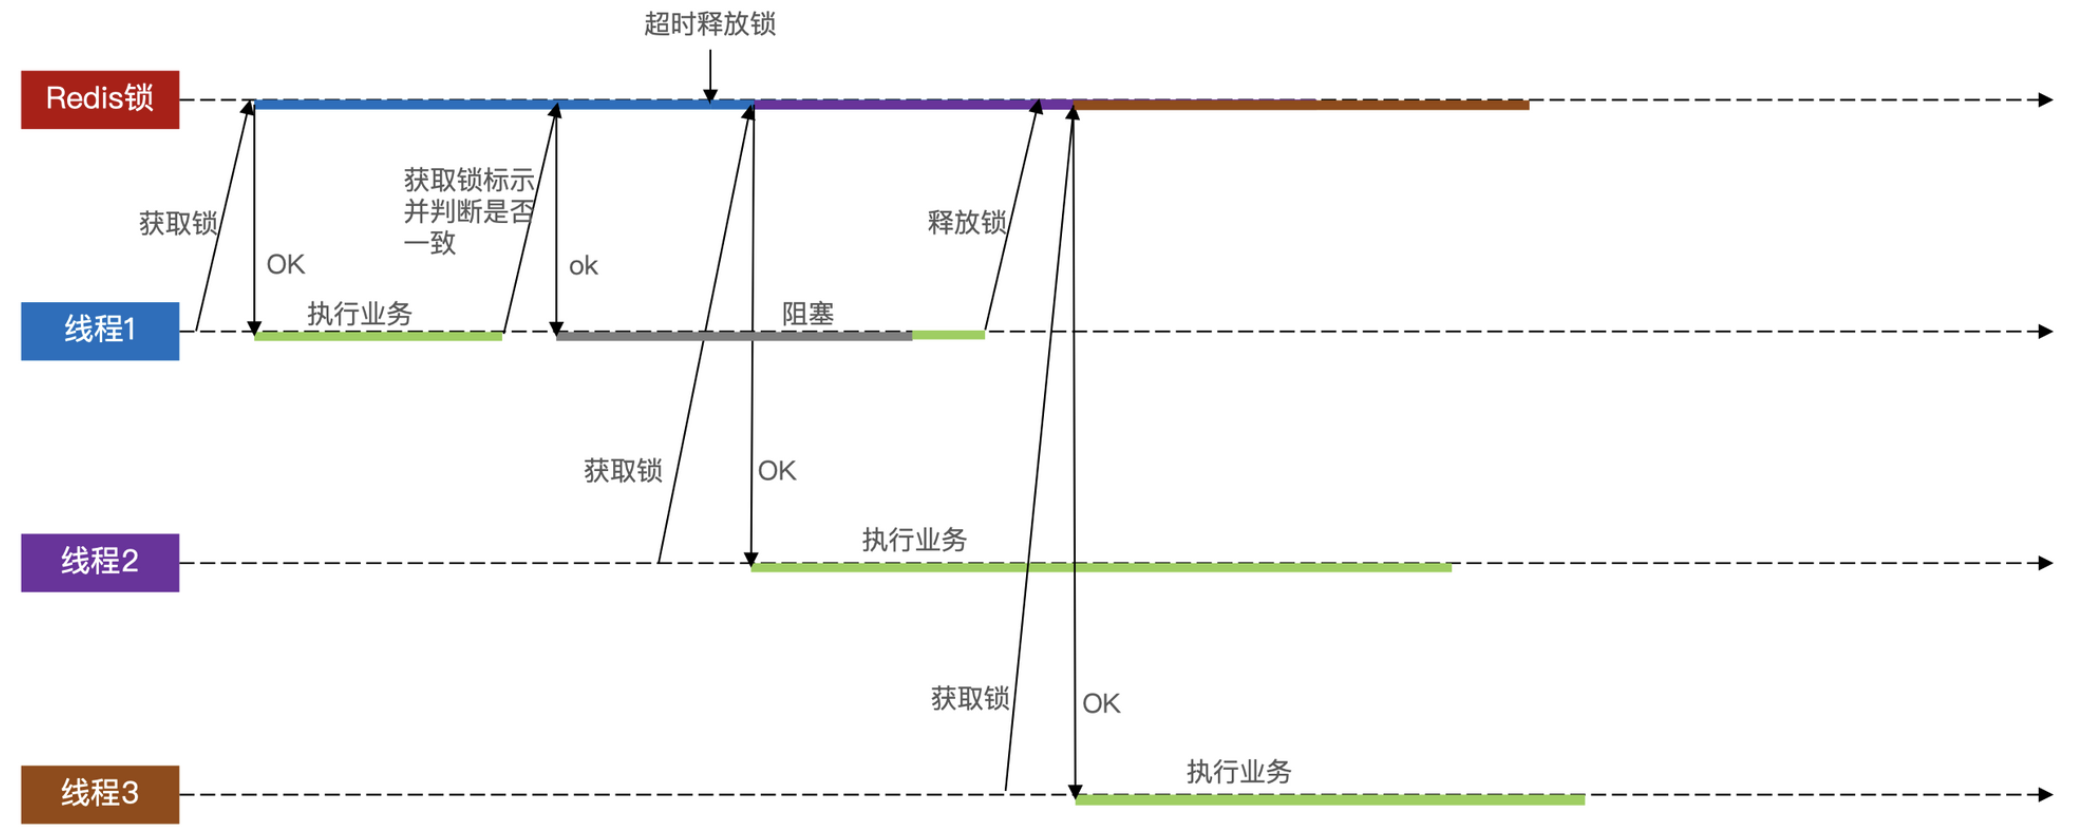 超时释放锁
Redis锁
获取锁标示
并判断是否
一致
获取锁
释放锁
OK
ok
执行业务
阻塞
线程1
获取锁
OK
执行业务
线程2
获取锁
OK
执行业务
线程3